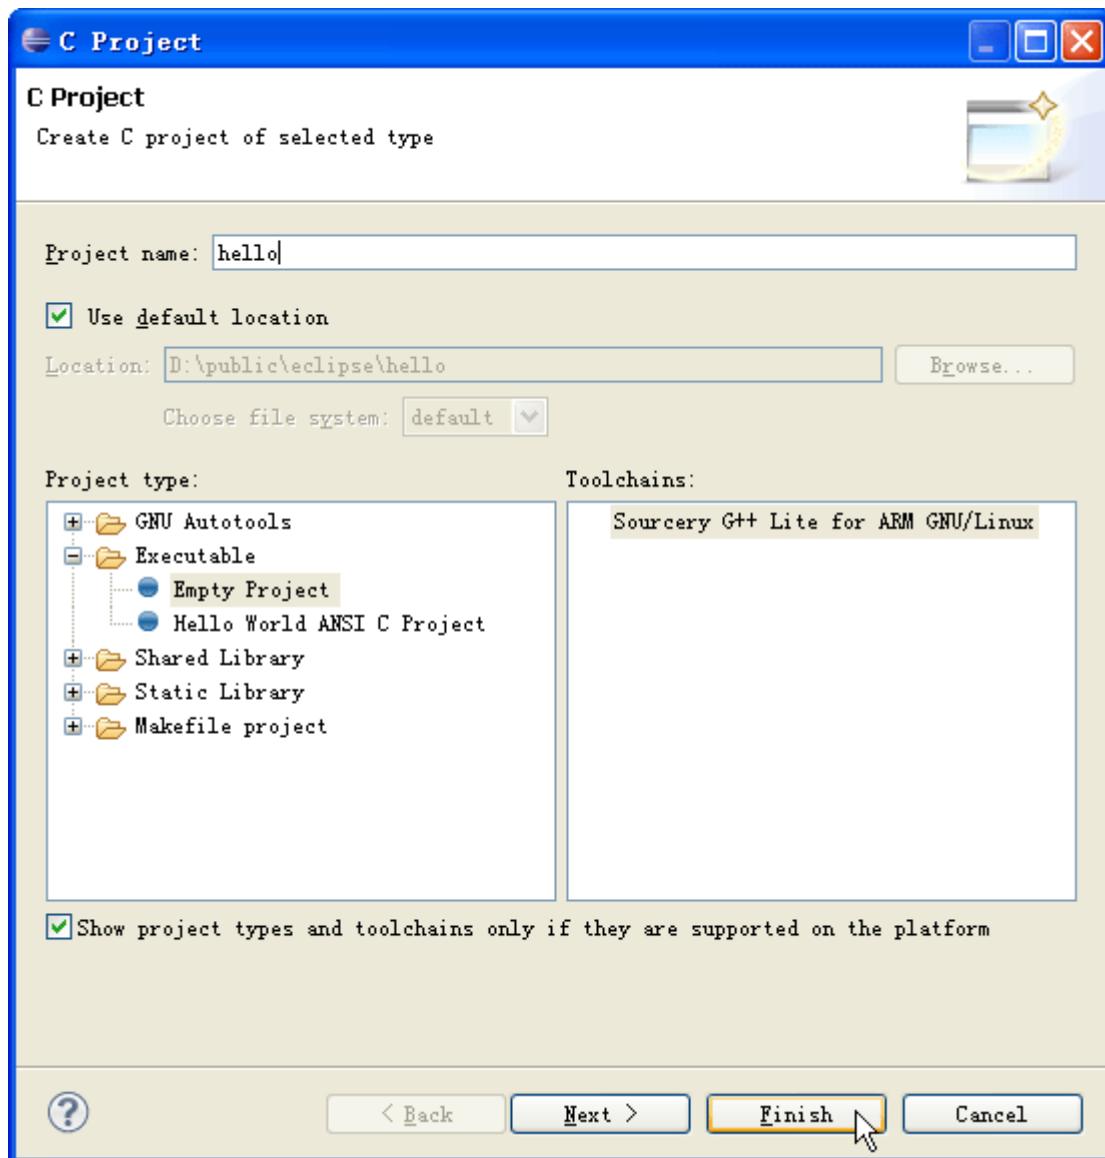 C Project
C Project
Create C project of selected type
Project name: hello
Use default location
Location: D:\public\eclipse\hello Browse...
Choose file system: default
Project type: Toolchains:
GNU Autotools Sourcery G++ Lite for ARM GNU/Linux
Executable
Empty Project
Hello World ANSI C Project
Shared Library
Static Library
Makefile project
Show project types and toolchains only if they are supported on the platform
? < Back Next > Finish Cancel